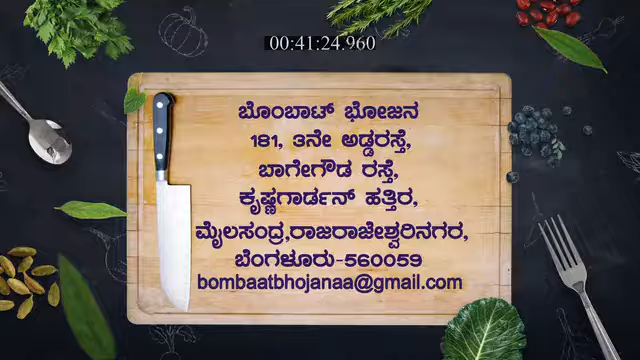 00:41:24.960
ಬೊಂಬಾಟ್ ಭೋಜನ
181, 3ನೇ ಅಡ್ಡರಸ್ತೆ,
ಬಾಗೇಗೌಡ ರಸ್ತೆ,
ಕೃಷ್ಣಗಾರ್ಡನ್ ಹತ್ತಿರ,
ಮೈಲಸಂದ್ರ,ರಾಜರಾಜೇಶ್ವರಿನಗರ,
ಬೆಂಗಳೂರು-560059
bombaatbhojanaa@gmail.com